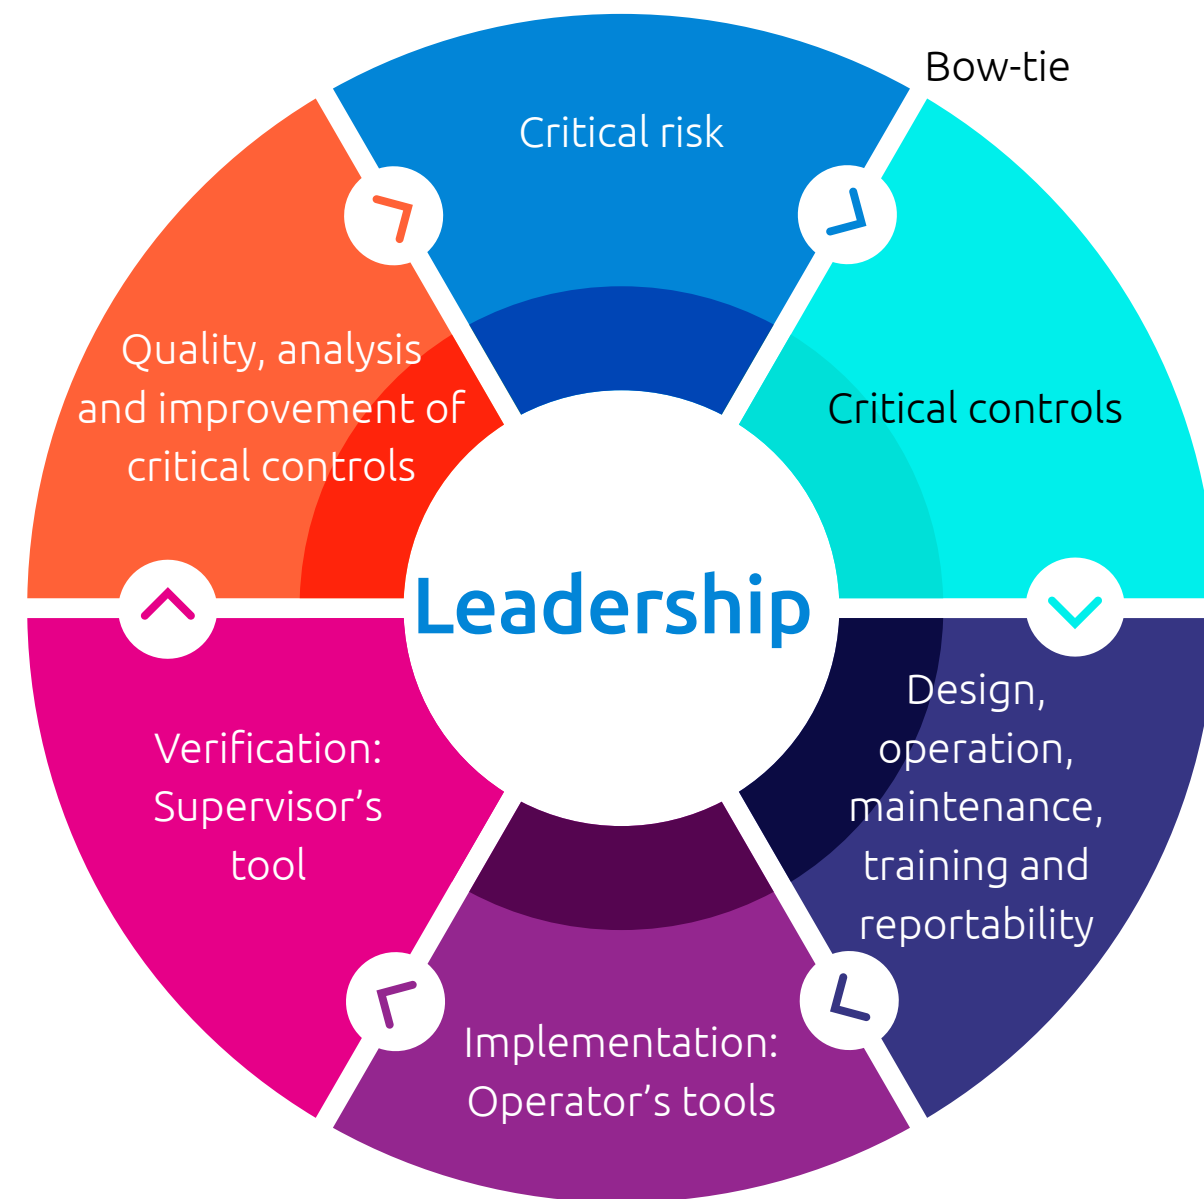 Bow-tie
Critical risk
Critical controls
Design,
operation,
maintenance,
training and
reportability
Implementation:
Operator’s tools
Verification:
Supervisor’s
tool
Quality, analysis
and improvement of
critical controls
Leadership